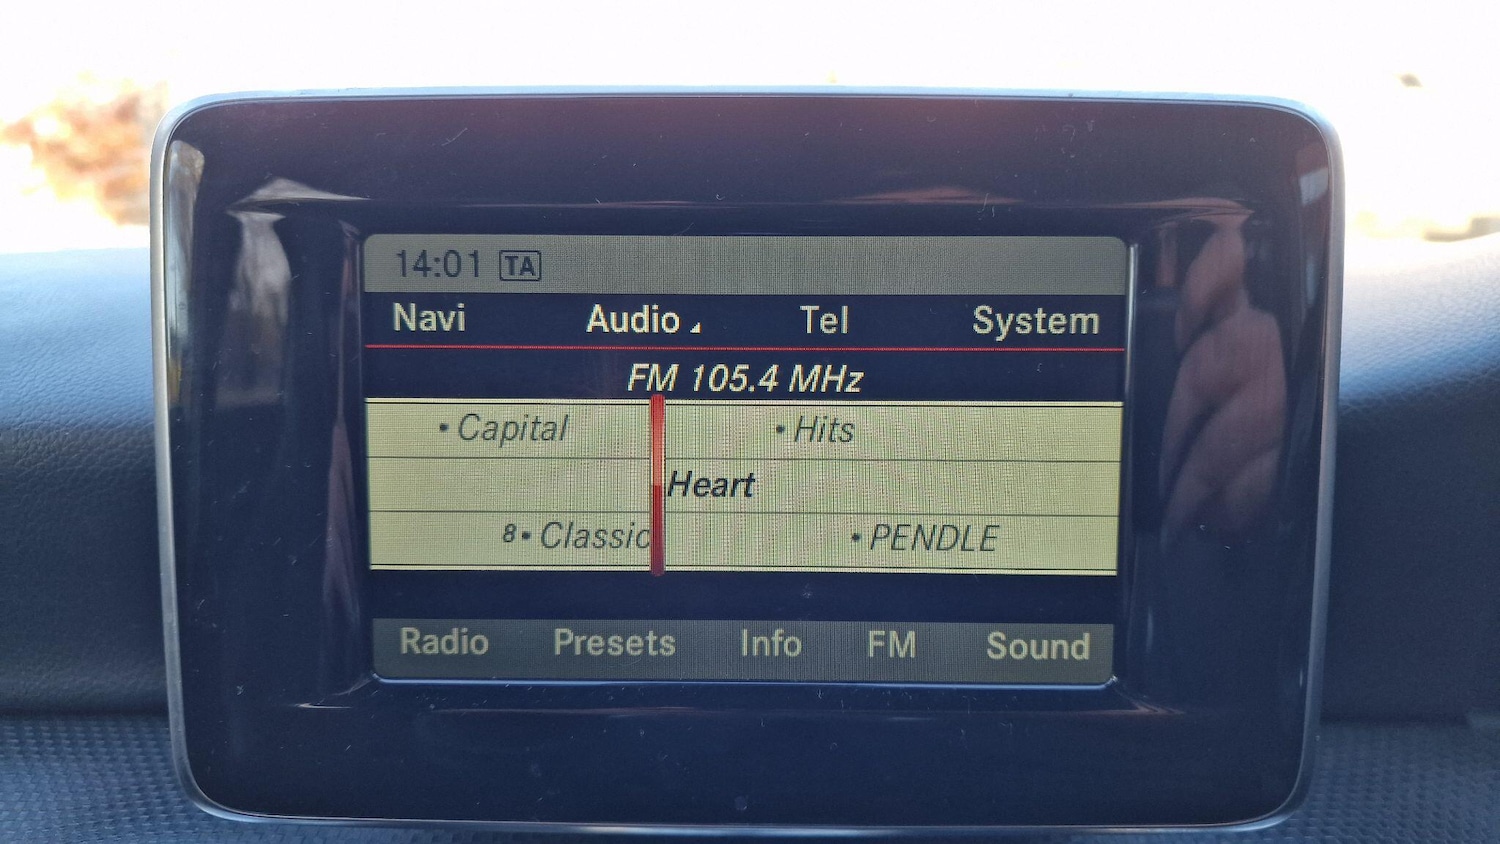 14:01 TA
Navi Audio Tel System
FM 105.4 MHz
• Capital • Hits
Heart
8• Classic • PENDLE
Radio Presets Info FM Sound